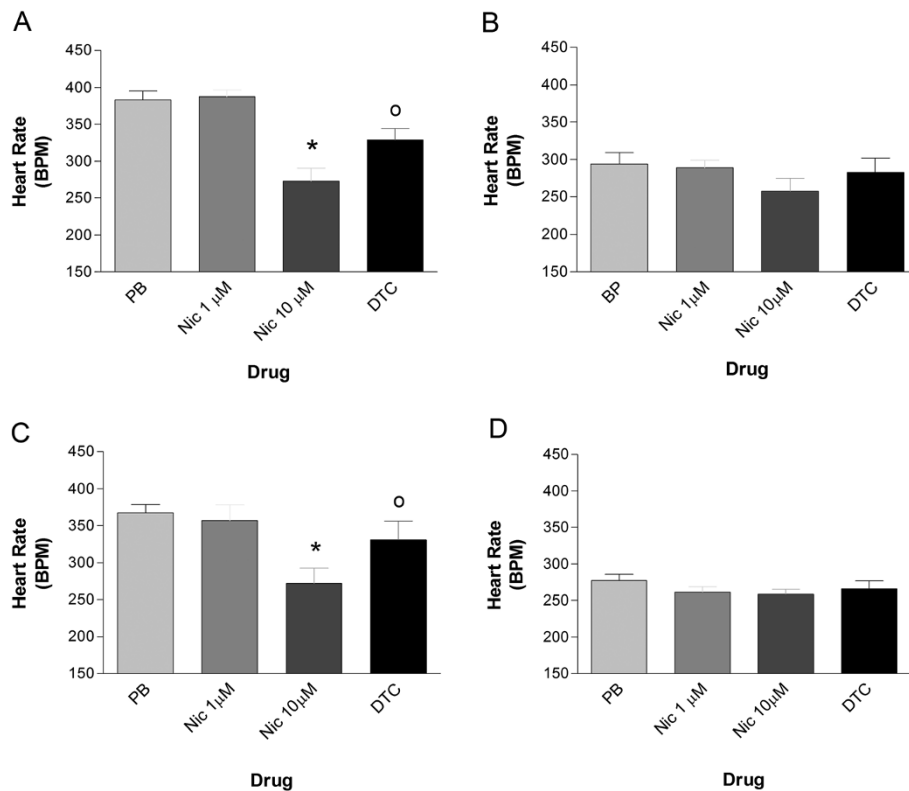 A
450
400
350
300
250
200
150
Heart Rate
(BPM)
*
o
PB
Nic 1 μM
Nic 10 μM
DTC
Drug
B
450
400
350
300
250
200
150
Heart Rate
(BPM)
BP
Nic 1μM
Nic 10μM
DTC
Drug
C
450
400
350
300
250
200
150
Heart Rate
(BPM)
*
o
PB
Nic 1μM
Nic 10μM
DTC
Drug
D
450
400
350
300
250
200
150
Heart Rate
(BPM)
PB
Nic 1 μM
Nic 10μM
DTC
Drug